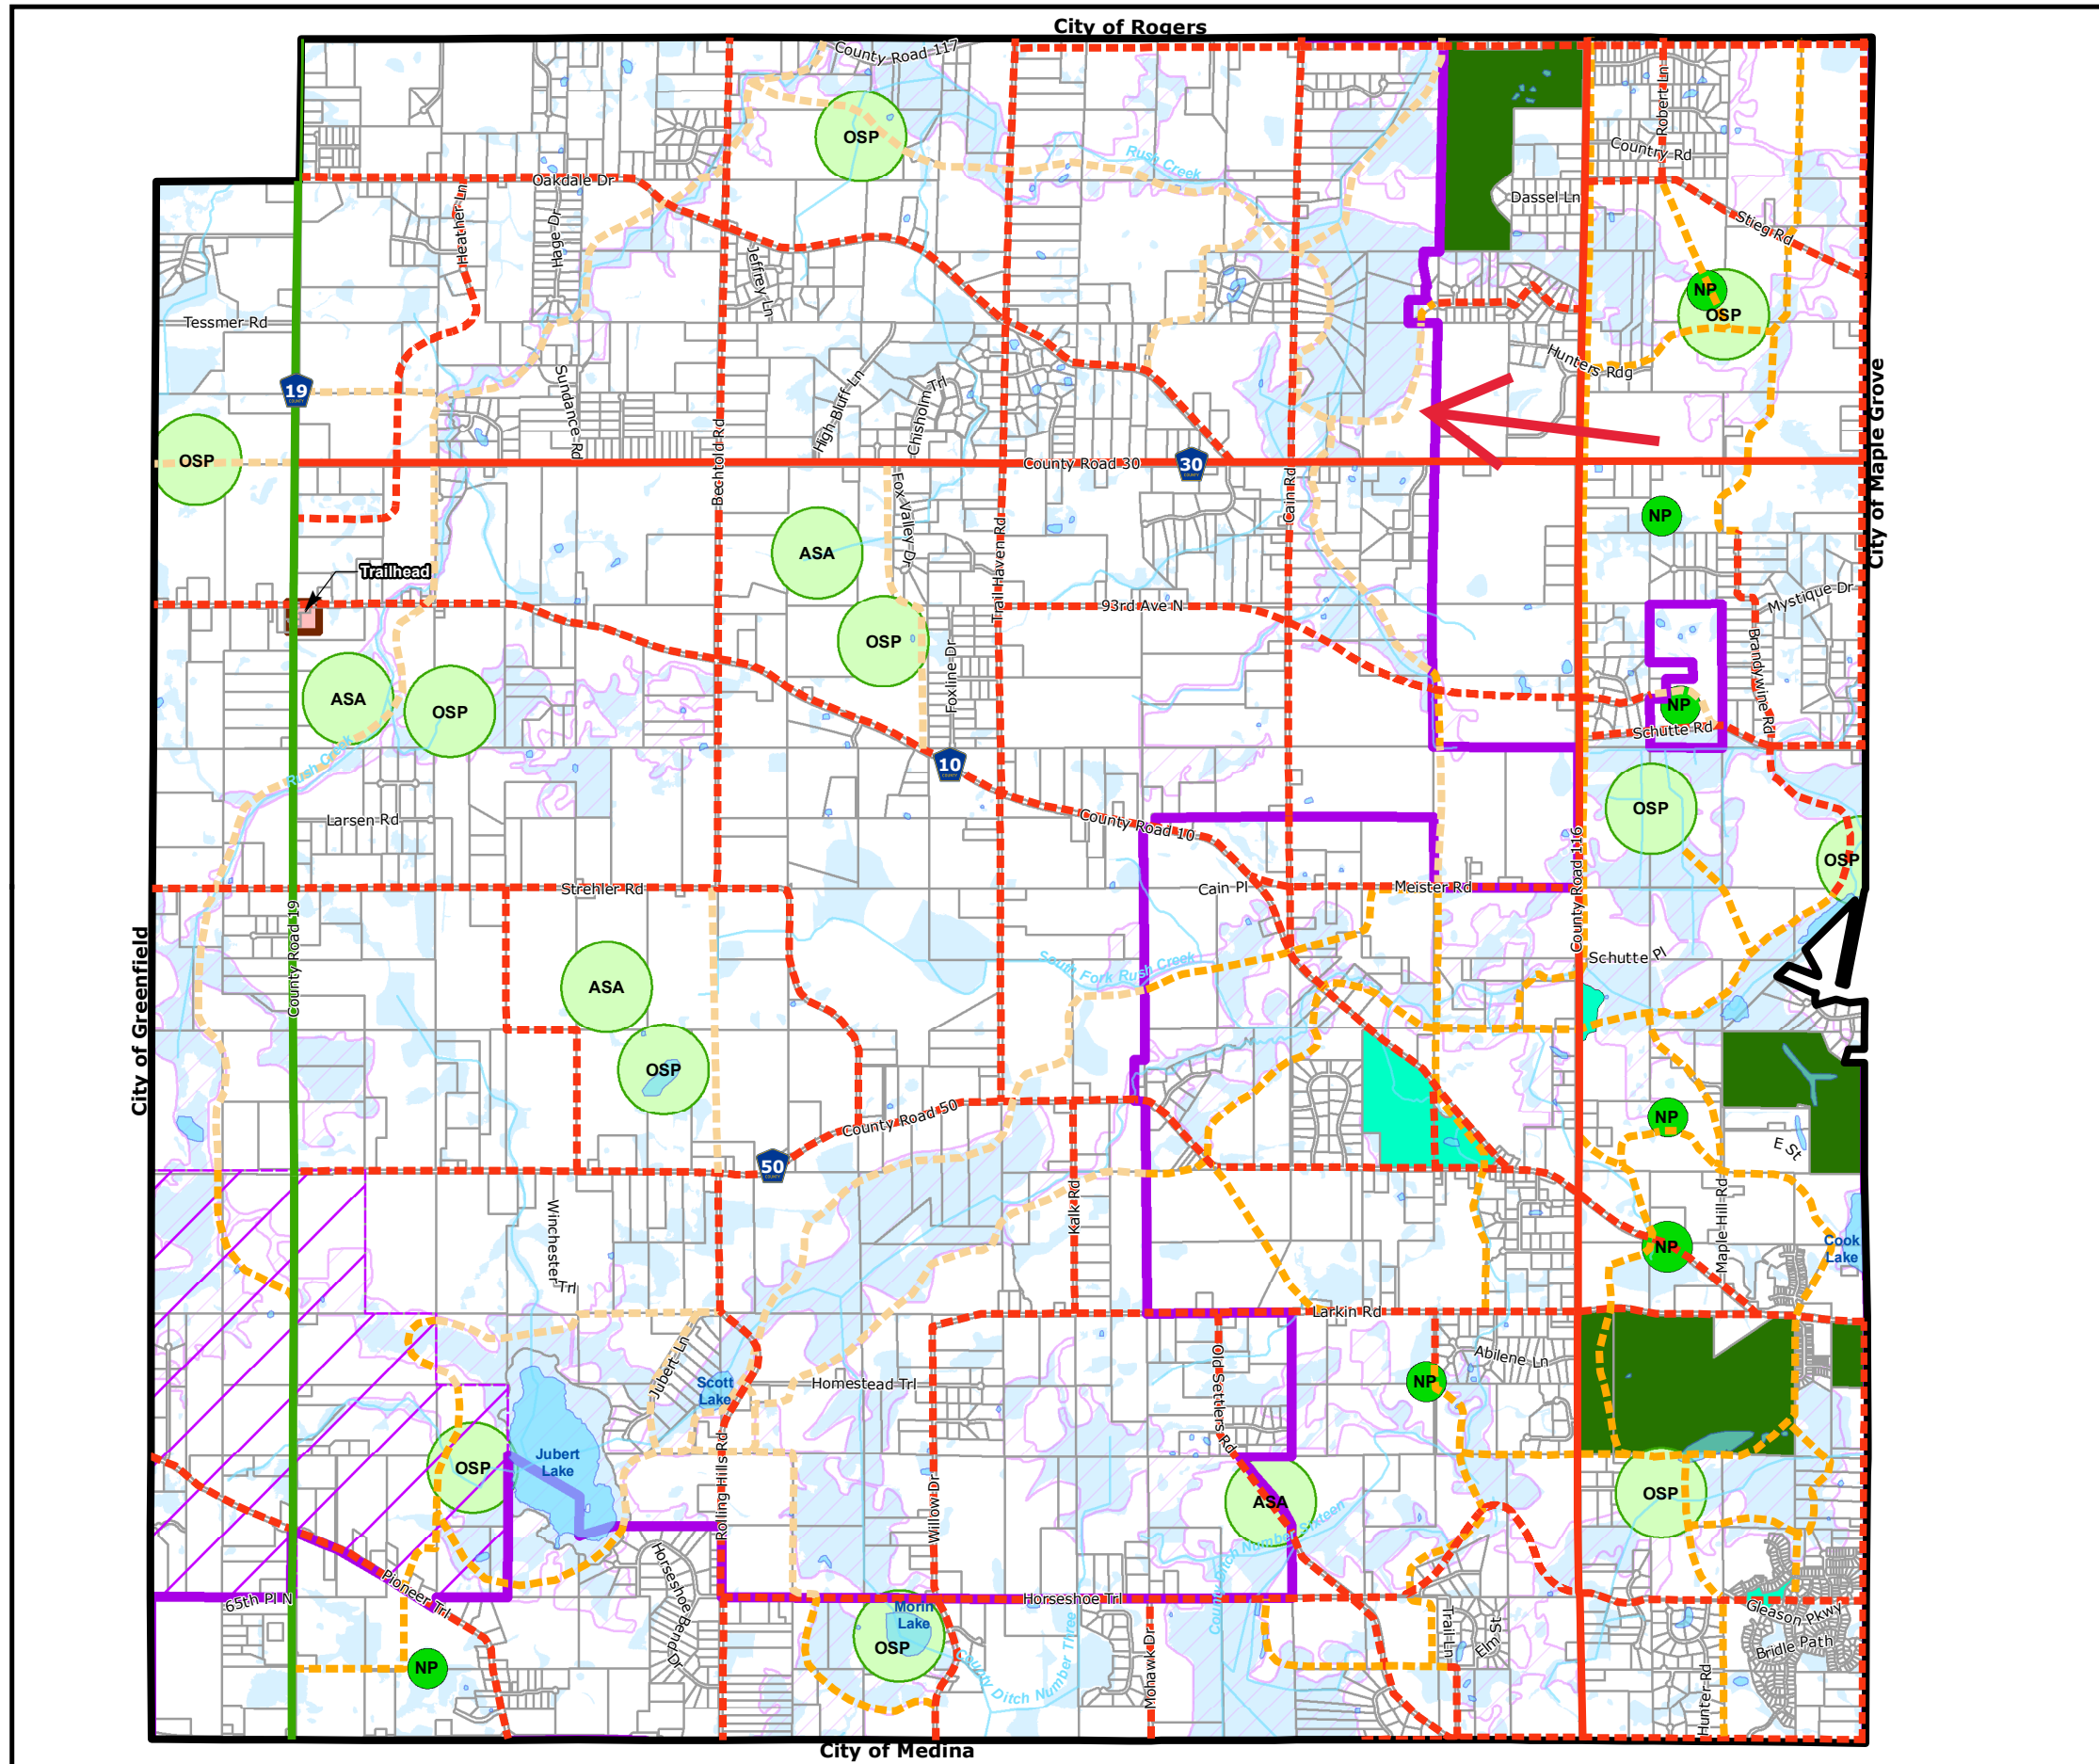 City of Rogers
County Road 117
OSP
Rush Creek
Robert Ln
Country Rd
Oakdale Dr
Dassel Ln
Heather Ln
Hage Dr
Stieg Rd
Jeffrey Ln
NP
OSP
Tessmer Rd
Hunters Rdg
19
COUNTY
Sundance Rd
High Bluff Ln
Chisholm Trl
City of Maple Grove
OSP
Bechtold Rd
County Road 30
30
COUNTY
Cain Rd
Fox Valley Dr
NP
ASA
Trail Haven Rd
Trailhead
93rd Ave N
Mystique Dr
OSP
Foxline Dr
Brandywine Rd
ASA
OSP
NP
Schutte Rd
Rush Creek
10
COUNTY
OSP
Larsen Rd
County Road 10
County Road 116
OSP
Strehler Rd
Cain Pl
Meister Rd
County Road 19
City of Greenfield
South Fork Rush Creek
Schutte Pl
ASA
OSP
County Road 50
NP
E St
50
COUNTY
Kalk Rd
Maple Hill Rd
Winchester Trl
NP
Cook
Lake
Larkin Rd
Jubert Ln
Old Settlers Rd
Abilene Ln
Scott
Lake
Homestead Trl
NP
Jubert
Lake
OSP
Rolling Hills Rd
Willow Dr
ASA
OSP
County Ditch Number Sixteen
Horseshoe Bend Dr
Pioneer Trl
65th Pl N
Horseshoe Trl
Morin
Lake
OSP
Gleason Pkwy
Trail Ln
Elm St
Bridle Path
NP
County Ditch Number Three
Mohawk Dr
Hunter Rd
City of Medina